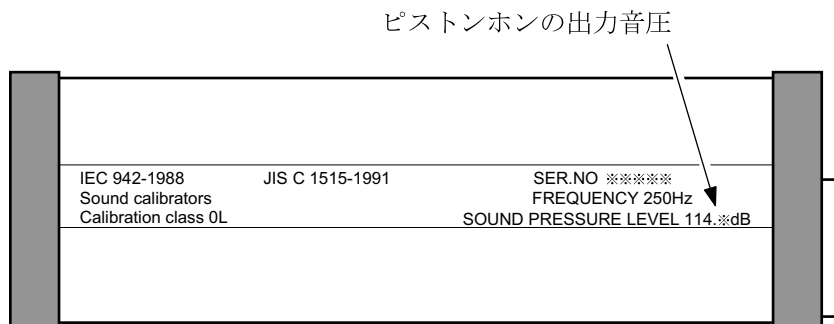 ピストンホンの出力音圧
IEC 942-1988 JIS C 1515-1991 SER.NO ※※※※※
Sound calibrators FREQUENCY 250Hz
Calibration class 0L SOUND PRESSURE LEVEL 114.※dB